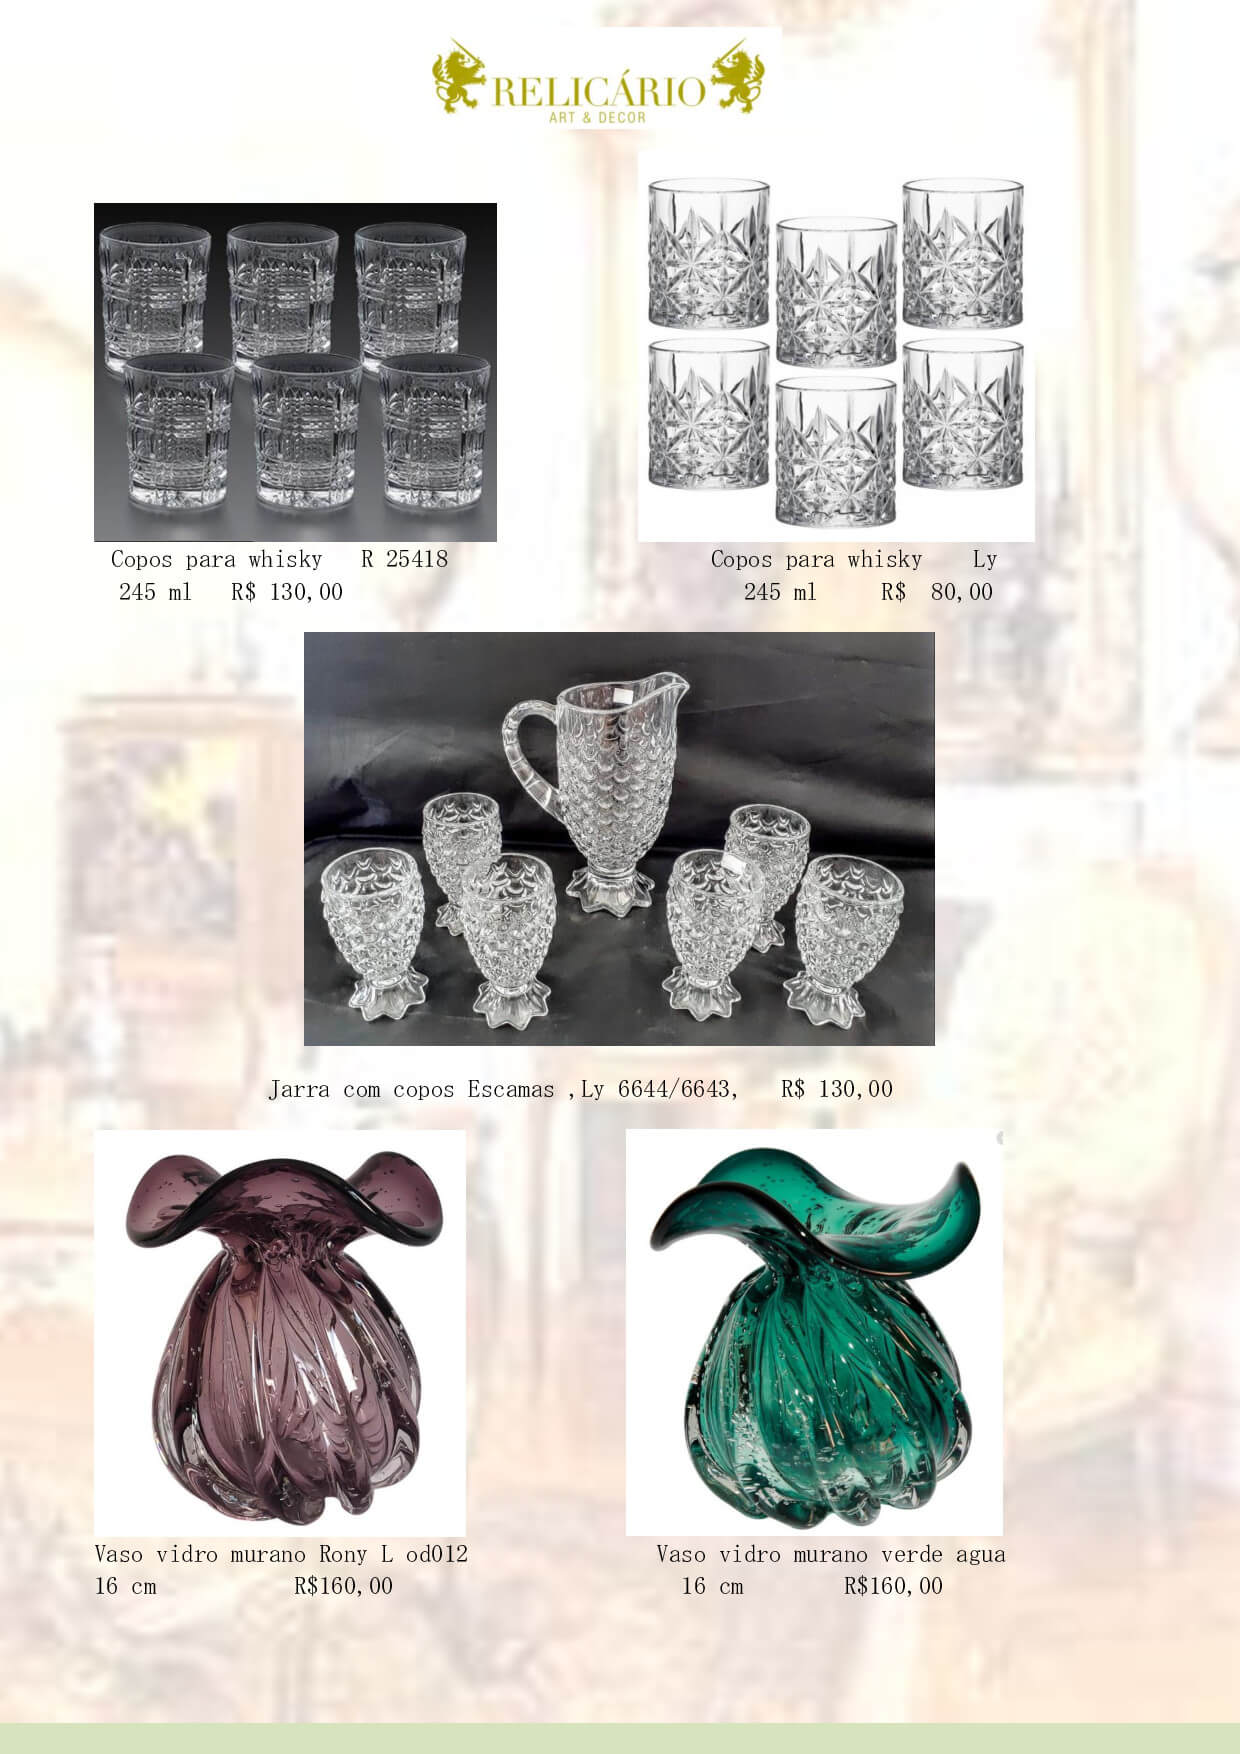 RELICÁRIO
ART & DECOR
Copos para whisky R 25418
245 ml R$ 130,00
Copos para whisky Ly
245 ml R$ 80,00
Jarra com copos Escamas ,Ly 6644/6643, R$ 130,00
Vaso vidro murano Rony L od012
16 cm R$160,00
Vaso vidro murano verde agua
16 cm R$160,00